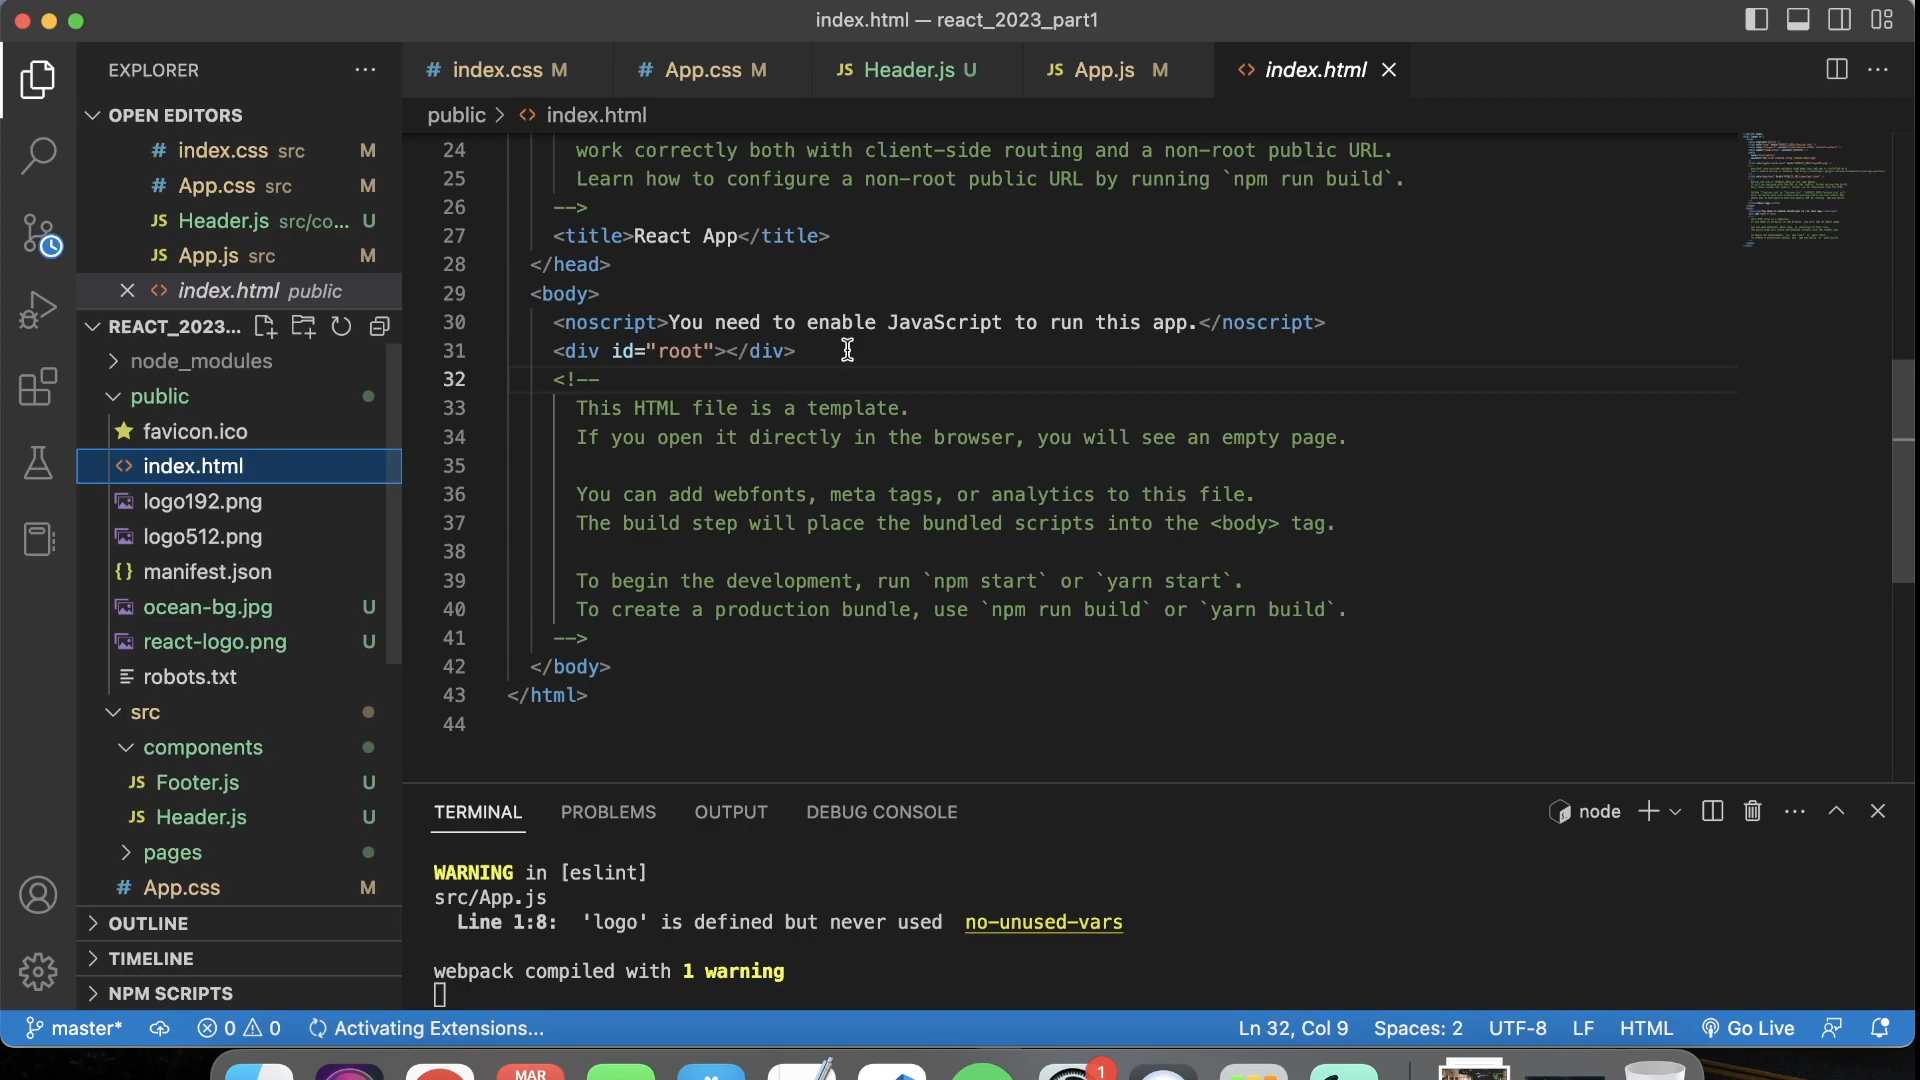 index.html — react_2023_part1
EXPLORER
OPEN EDITORS
# index.css src M
# App.css src M
JS Header.js src/co... U
JS App.js src M
index.html public
REACT_2023...
node_modules
public
favicon.ico
index.html
logo192.png
logo512.png
{} manifest.json
ocean-bg.jpg U
react-logo.png U
robots.txt
src
components
JS Footer.js U
JS Header.js U
pages
# App.css M
OUTLINE
TIMELINE
NPM SCRIPTS
# index.css M
# App.css M
JS Header.js U
JS App.js M
<> index.html
public > <> index.html
24 work correctly both with client-side routing and a non-root public URL.
25 Learn how to configure a non-root public URL by running `npm run build`.
26 -->
27 <title>React App</title>
28 </head>
29 <body>
30 <noscript>You need to enable JavaScript to run this app.</noscript>
31 <div id="root"></div>
32 <!--
33 This HTML file is a template.
34 If you open it directly in the browser, you will see an empty page.
35
36 You can add webfonts, meta tags, or analytics to this file.
37 The build step will place the bundled scripts into the <body> tag.
38
39 To begin the development, run `npm start` or `yarn start`.
40 To create a production bundle, use `npm run build` or `yarn build`.
41 -->
42 </body>
43 </html>
44
TERMINAL PROBLEMS OUTPUT DEBUG CONSOLE
node
WARNING in [eslint]
src/App.js
Line 1:8: 'logo' is defined but never used no-unused-vars
webpack compiled with 1 warning
master* 0 0 Activating Extensions...
Ln 32, Col 9 Spaces: 2 UTF-8 LF HTML Go Live
MAR
1